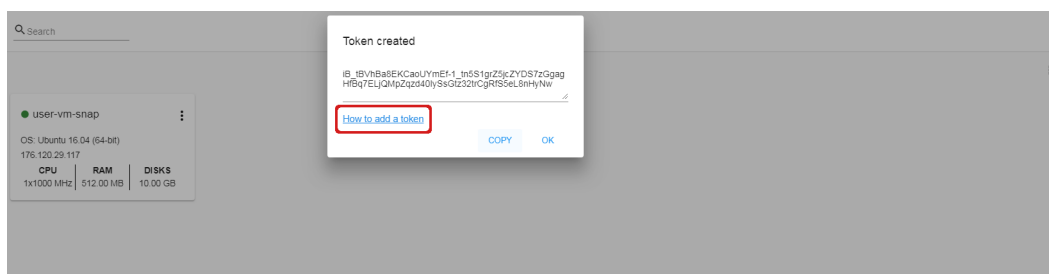 Search
Token created
iB_tBVhBa8EKCaoUYmEf-1_tn5S1grZ5jcZYDS7zGgag
HfBq7ELjQMpZqzd40IySsGtz32trCgRfS5eL8nHyNw
How to add a token
COPY OK
user-vm-snap
OS: Ubuntu 16.04 (64-bit)
176.120.29.117
CPU RAM DISKS
1x1000 MHz 512.00 MB 10.00 GB